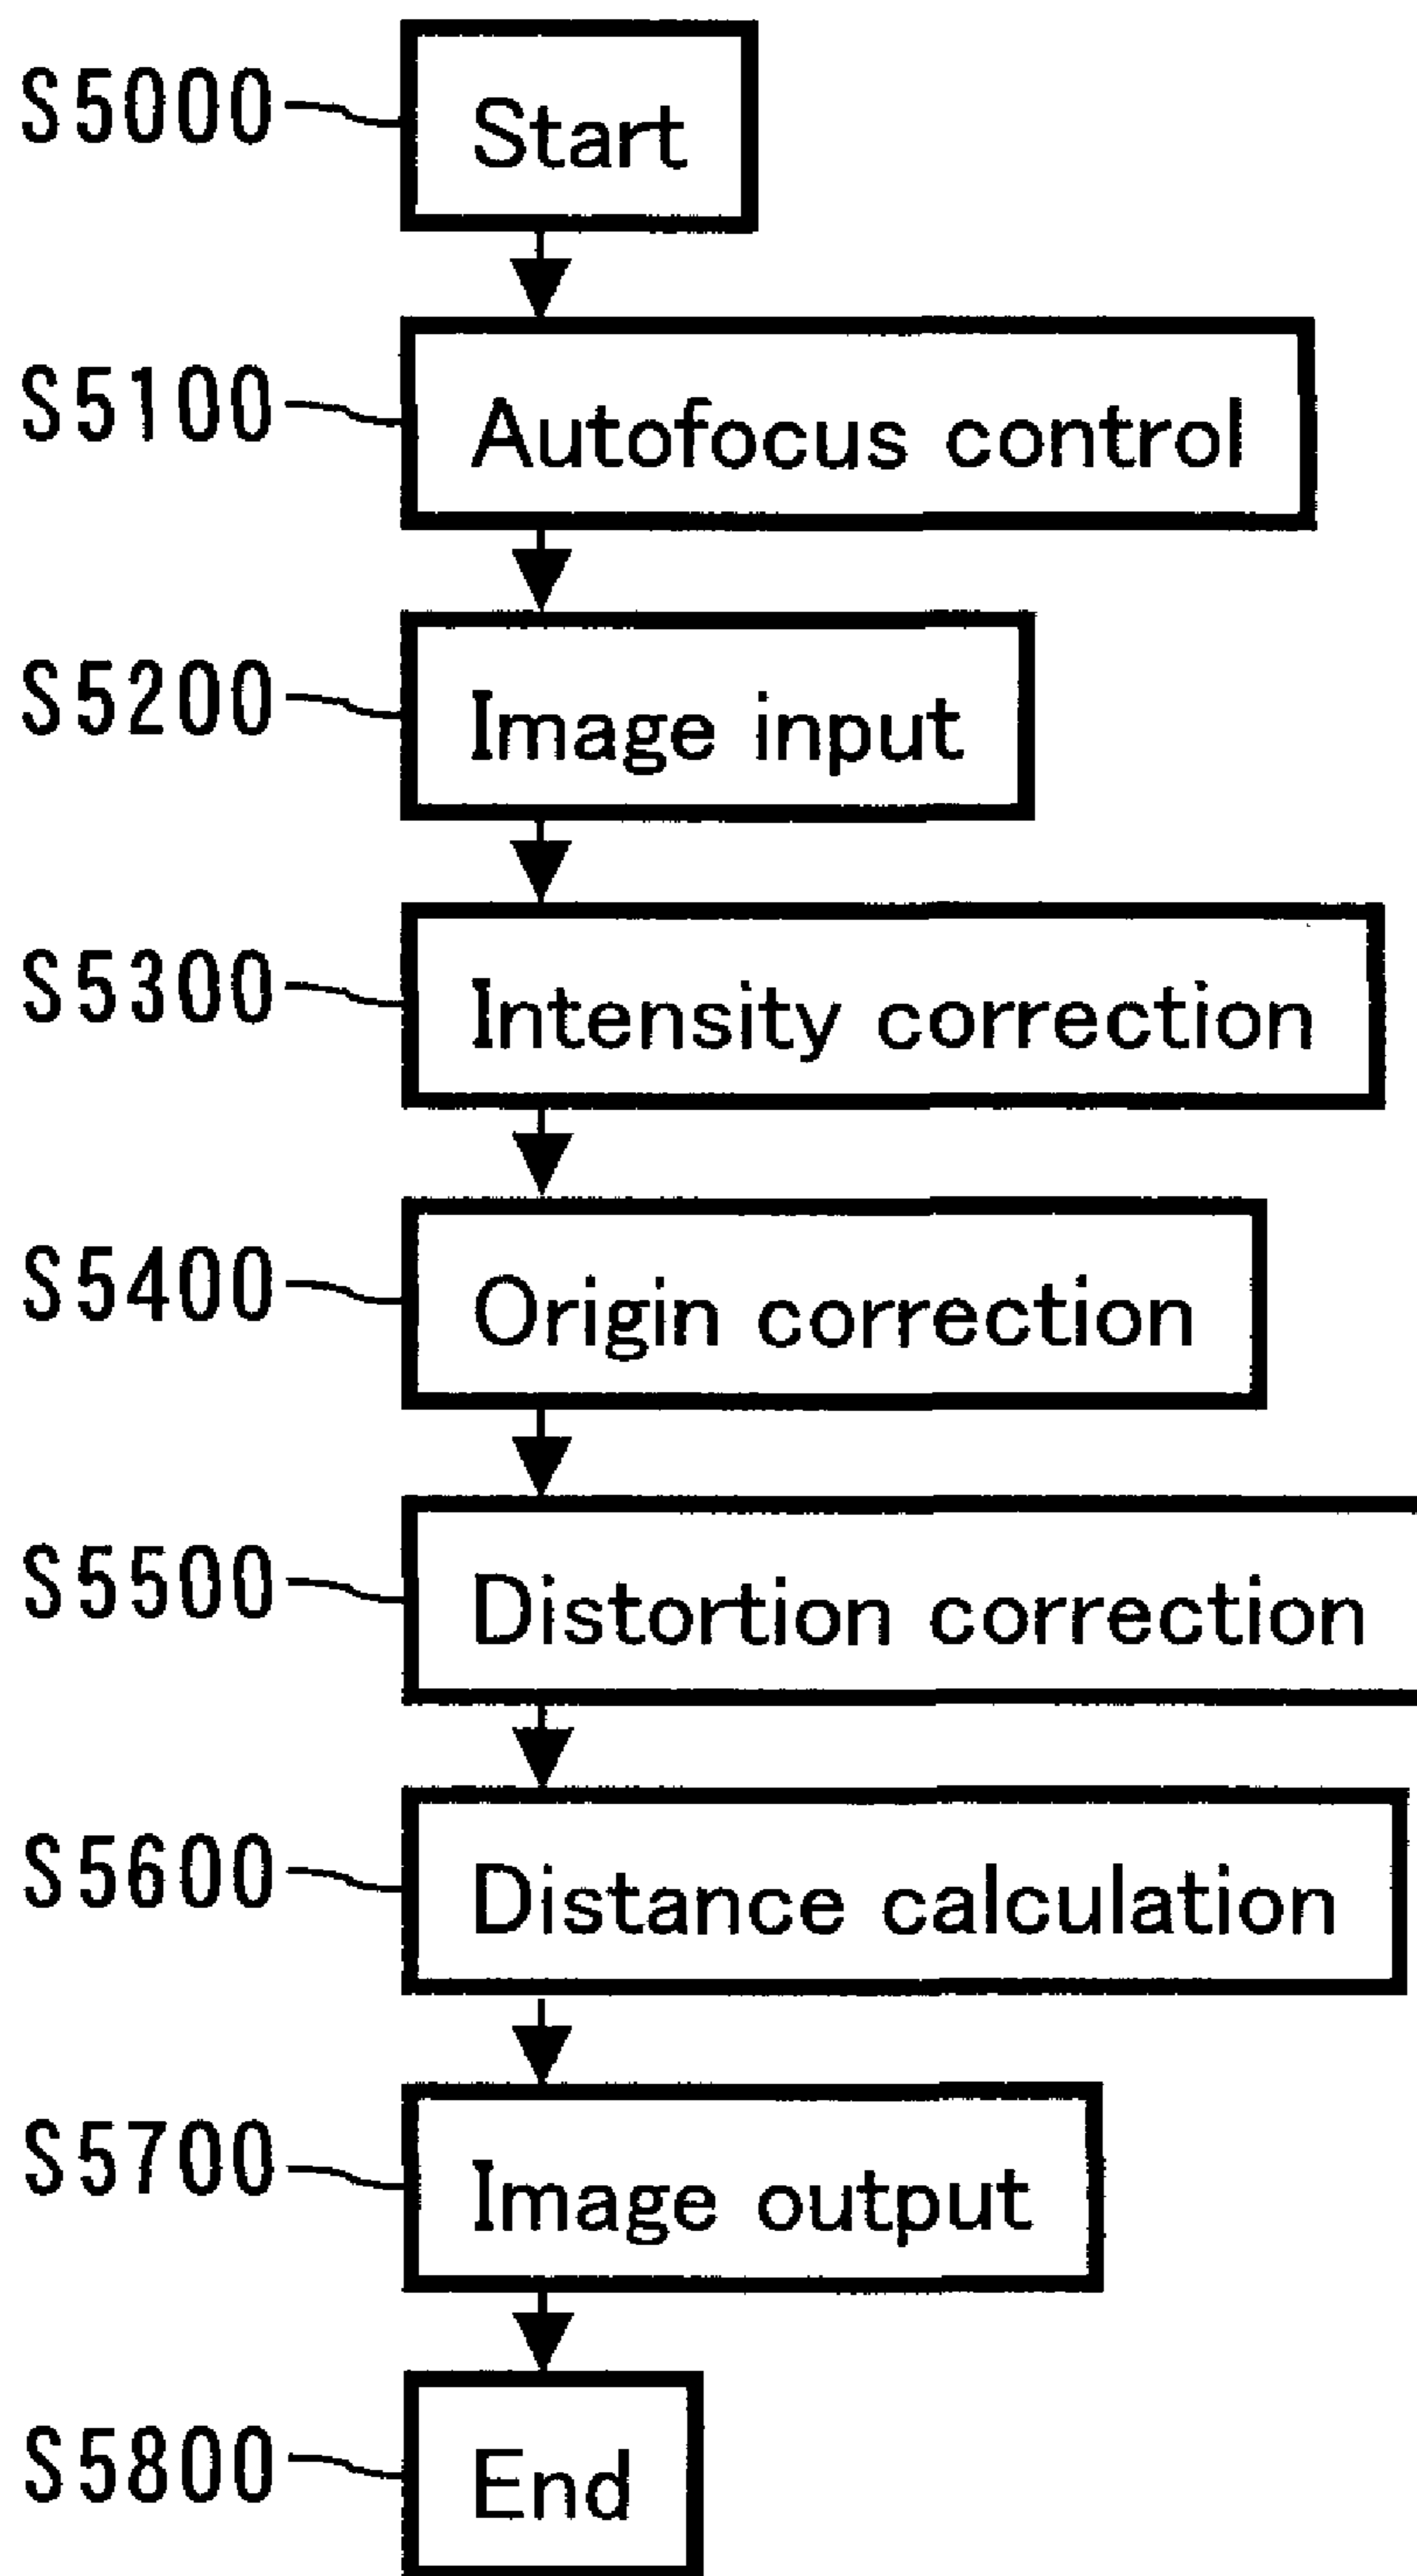 S5000 Start
S5100 Autofocus control
S5200 Image input
S5300 Intensity correction
S5400 Origin correction
S5500 Distortion correction
S5600 Distance calculation
S5700 Image output
S5800 End